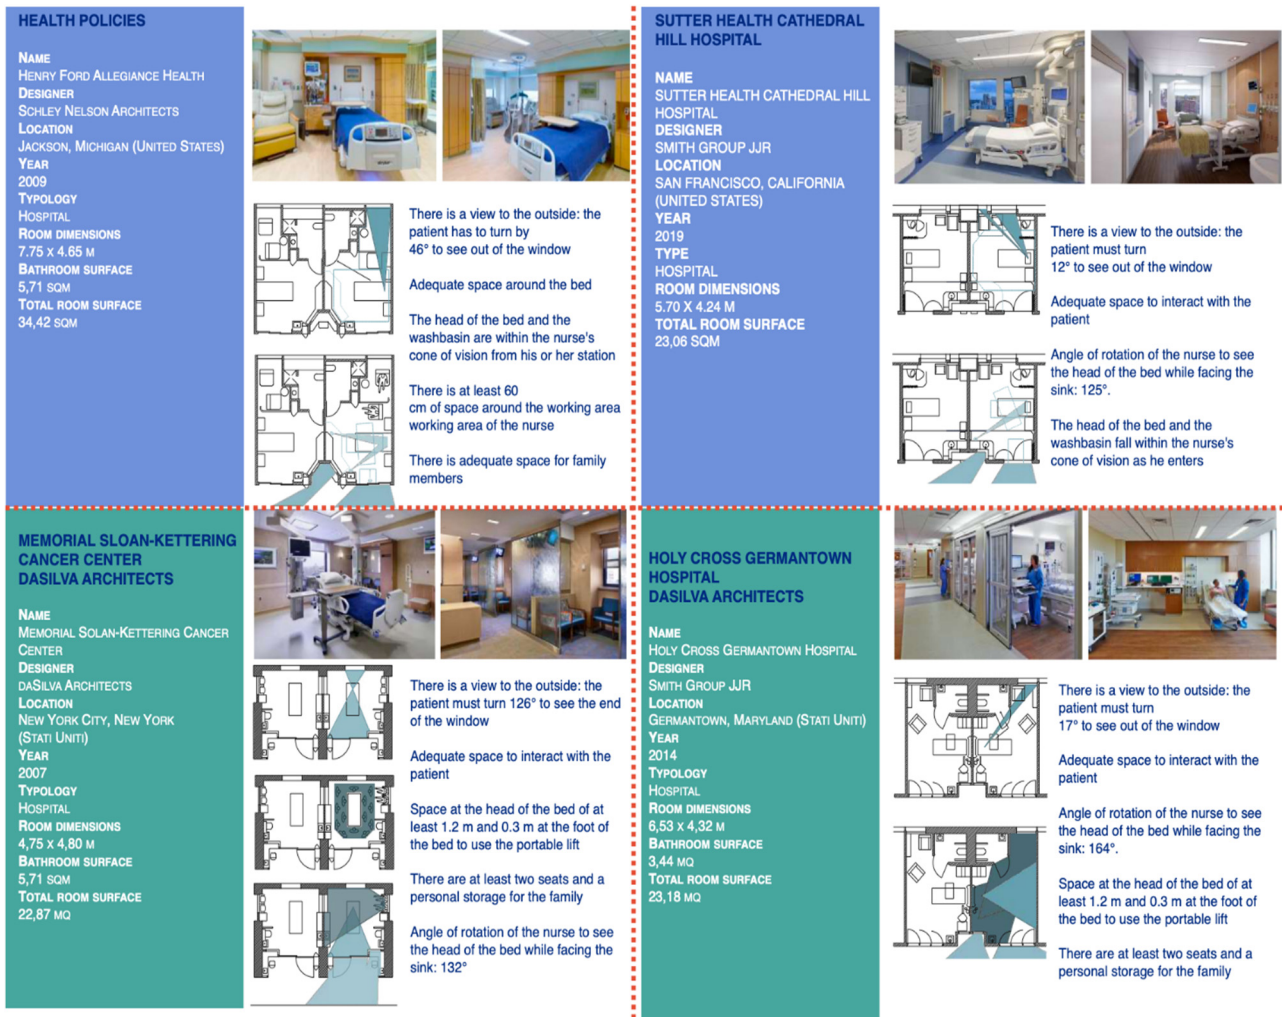 HEALTH POLICIES
NAME
HENRY FORD ALLEGIANCE HEALTH
DESIGNER
SCHLEY NELSON ARCHITECTS
LOCATION
JACKSON, MICHIGAN (UNITED STATES)
YEAR
2009
TYPOLOGY
HOSPITAL
ROOM DIMENSIONS
7.75 X 4.65 M
BATHROOM SURFACE
5,71 SQM
TOTAL ROOM SURFACE
34,42 SQM
There is a view to the outside: the
patient has to turn by
46° to see out of the window
Adequate space around the bed
The head of the bed and the
washbasin are within the nurse's
cone of vision from his or her station
There is at least 60
cm of space around the working area
working area of the nurse
There is adequate space for family
members
SUTTER HEALTH CATHEDRAL
HILL HOSPITAL
NAME
SUTTER HEALTH CATHEDRAL HILL
HOSPITAL
DESIGNER
SMITH GROUP JJR
LOCATION
SAN FRANCISCO, CALIFORNIA
(UNITED STATES)
YEAR
2019
TYPE
HOSPITAL
ROOM DIMENSIONS
5.70 X 4.24 M
TOTAL ROOM SURFACE
23,06 SQM
There is a view to the outside: the
patient must turn
12° to see out of the window
Adequate space to interact with the
patient
Angle of rotation of the nurse to see
the head of the bed while facing the
sink: 125°.
The head of the bed and the
washbasin fall within the nurse's
cone of vision as he enters
MEMORIAL SLOAN-KETTERING
CANCER CENTER
DASILVA ARCHITECTS
NAME
MEMORIAL SOLAN-KETTERING CANCER
CENTER
DESIGNER
DASILVA ARCHITECTS
LOCATION
NEW YORK CITY, NEW YORK
(STATI UNITI)
YEAR
2007
TYPOLOGY
HOSPITAL
ROOM DIMENSIONS
4,75 X 4,80 M
BATHROOM SURFACE
5,71 SQM
TOTAL ROOM SURFACE
22,87 MQ
There is a view to the outside: the
patient must turn 126° to see the end
of the window
Adequate space to interact with the
patient
Space at the head of the bed of at
least 1.2 m and 0.3 m at the foot of
the bed to use the portable lift
There are at least two seats and a
personal storage for the family
Angle of rotation of the nurse to see
the head of the bed while facing the
sink: 132°
HOLY CROSS GERMANTOWN
HOSPITAL
DASILVA ARCHITECTS
NAME
HOLY CROSS GERMANTOWN HOSPITAL
DESIGNER
SMITH GROUP JJR
LOCATION
GERMANTOWN, MARYLAND (STATI UNITI)
YEAR
2014
TYPOLOGY
HOSPITAL
ROOM DIMENSIONS
6,53 X 4,32 M
BATHROOM SURFACE
3,44 MQ
TOTAL ROOM SURFACE
23,18 MQ
There is a view to the outside: the
patient must turn
17° to see out of the window
Adequate space to interact with the
patient
Angle of rotation of the nurse to see
the head of the bed while facing the
sink: 164°.
Space at the head of the bed of at
least 1.2 m and 0.3 m at the foot of
the bed to use the portable lift
There are at least two seats and a
personal storage for the family